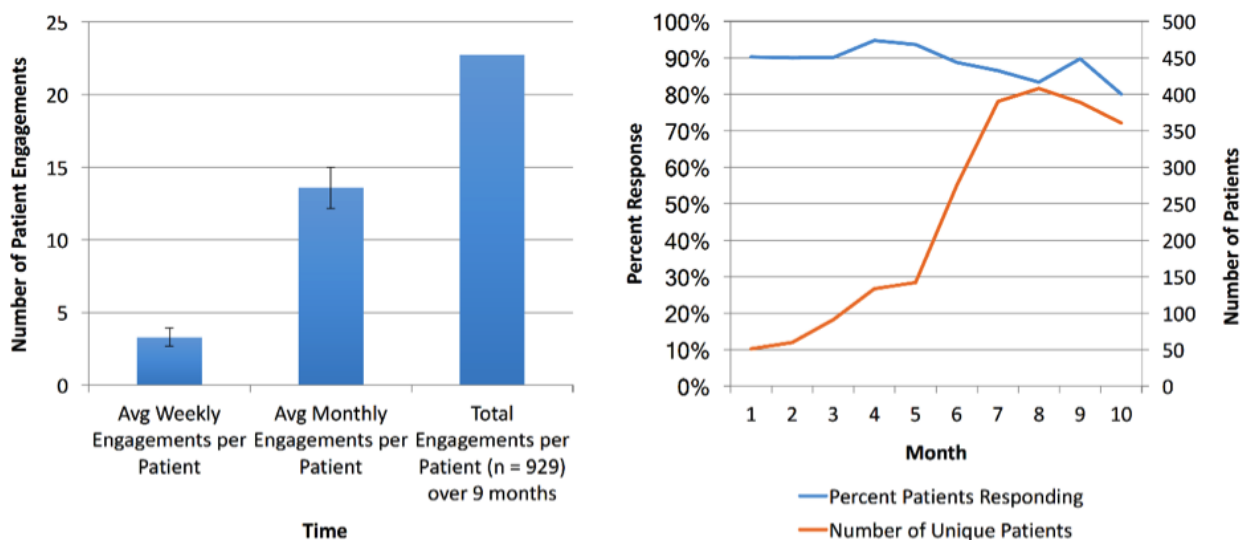 Number of Patient Engagements
25
20
15
10
5
0
Avg Weekly
Engagements per
Patient
Avg Monthly
Engagements per
Patient
Total
Engagements per
Patient (n = 929)
over 9 months
Time
Percent Response
100%
90%
80%
70%
60%
50%
40%
30%
20%
10%
0%
500
450
400
350
300
250
200
150
100
50
0
Number of Patients
1 2 3 4 5 6 7 8 9 10
Month
Percent Patients Responding
Number of Unique Patients